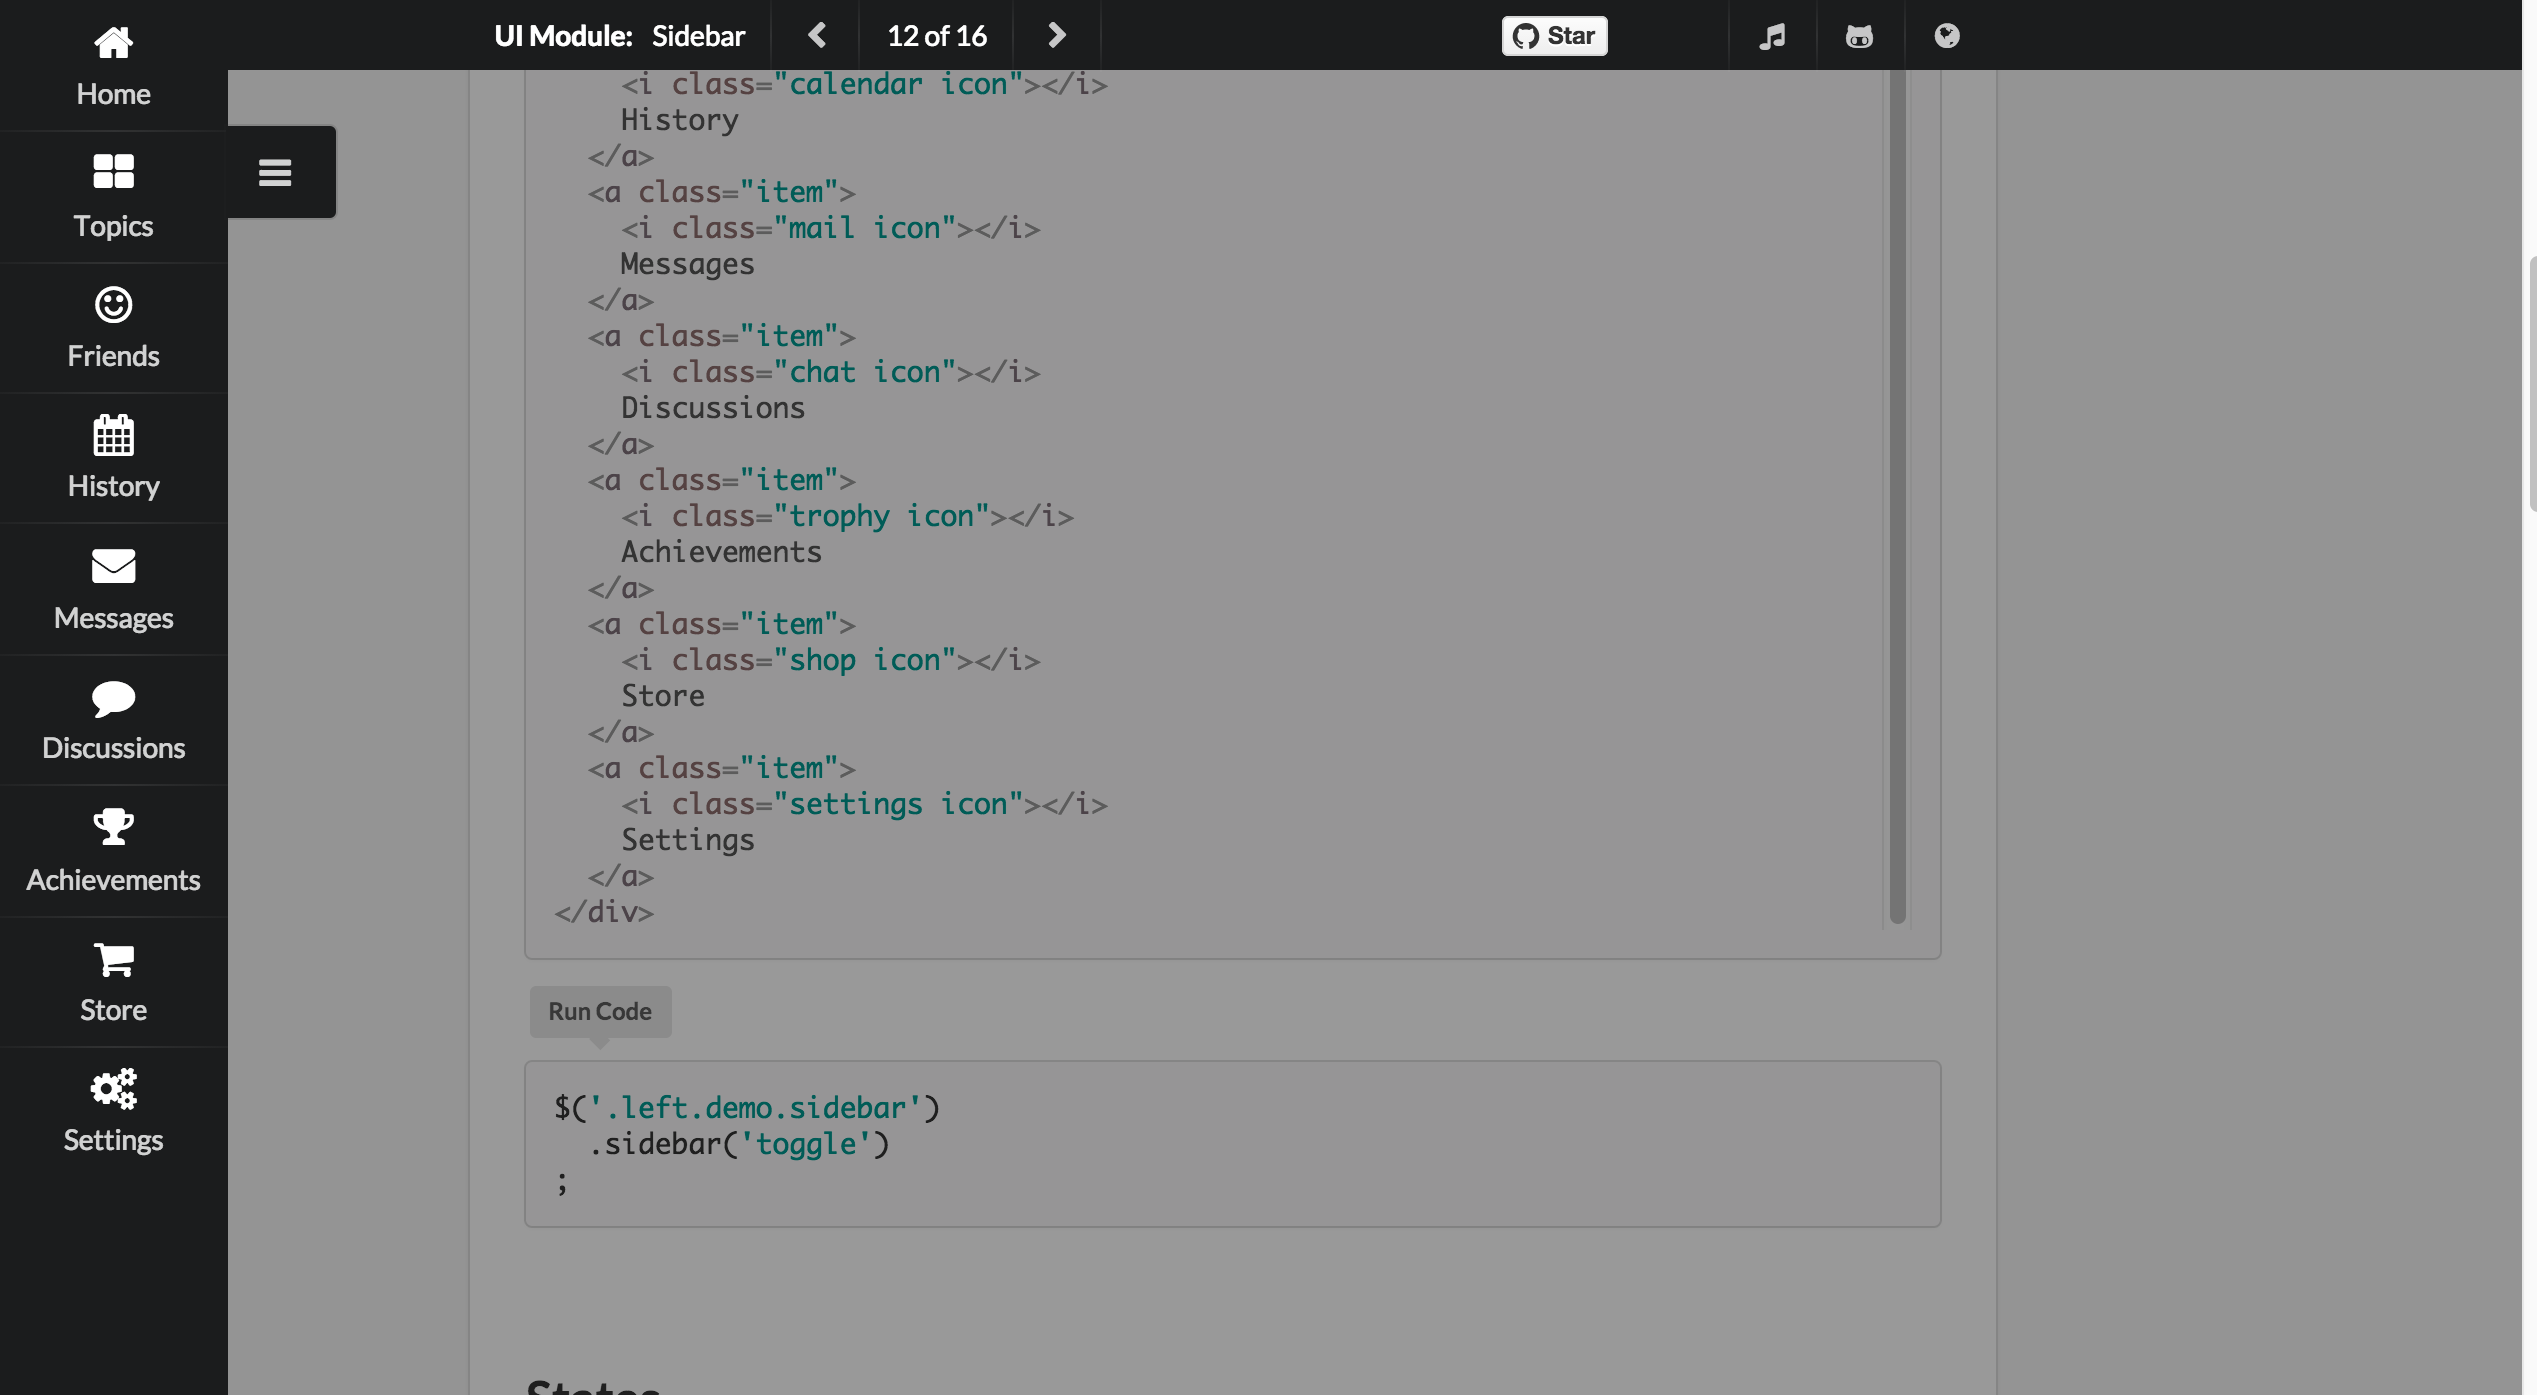 UI Module: Sidebar
12 of 16
Star
Home
Topics
Friends
History
Messages
Discussions
Achievements
Store
Settings
<i class="calendar icon"></i>
History
</a>
<a class="item">
<i class="mail icon"></i>
Messages
</a>
<a class="item">
<i class="chat icon"></i>
Discussions
</a>
<a class="item">
<i class="trophy icon"></i>
Achievements
</a>
<a class="item">
<i class="shop icon"></i>
Store
</a>
<a class="item">
<i class="settings icon"></i>
Settings
</a>
</div>
Run Code
$('.left.demo.sidebar')
.sidebar('toggle')
;
States